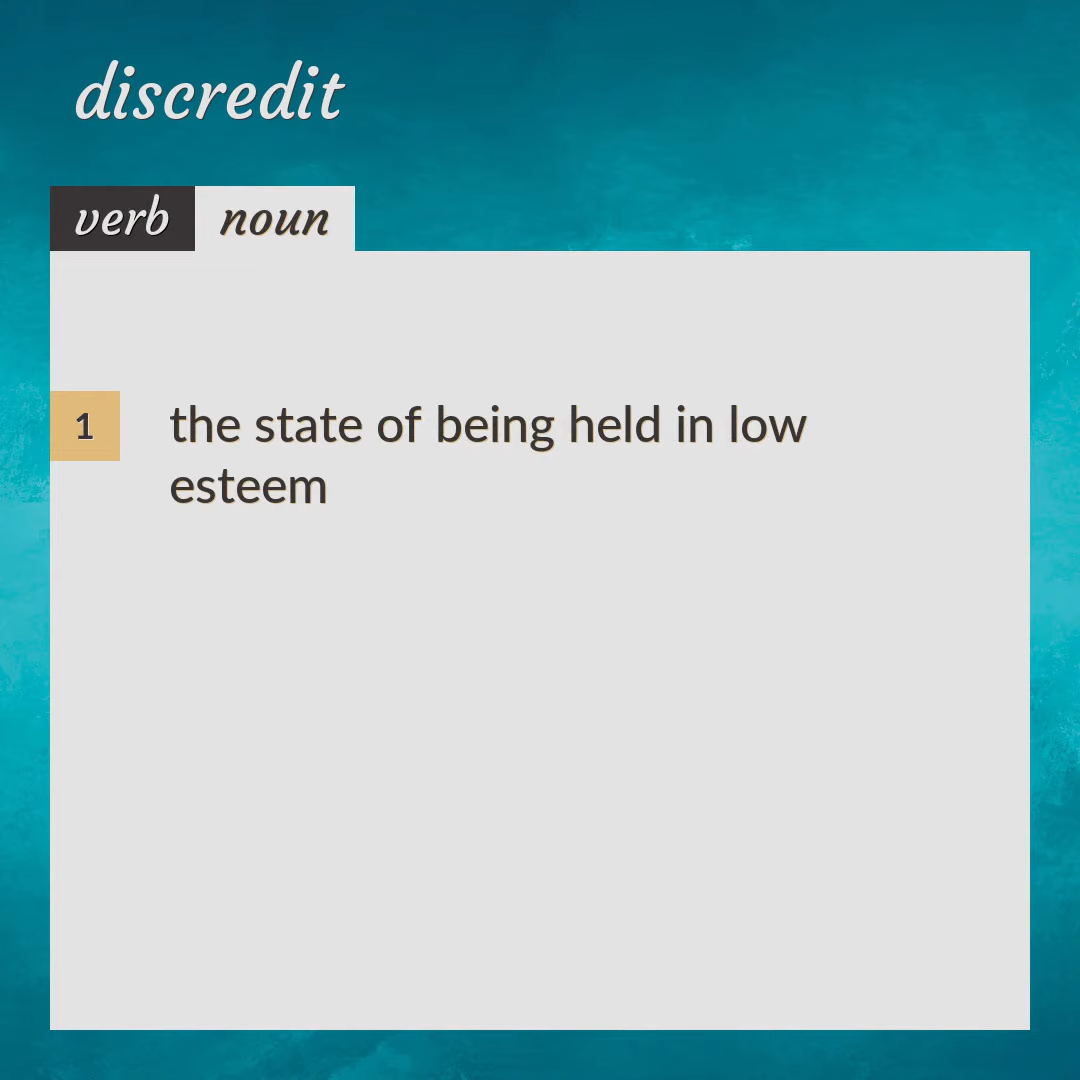 discredit
verb noun
1 the state of being held in low
esteem